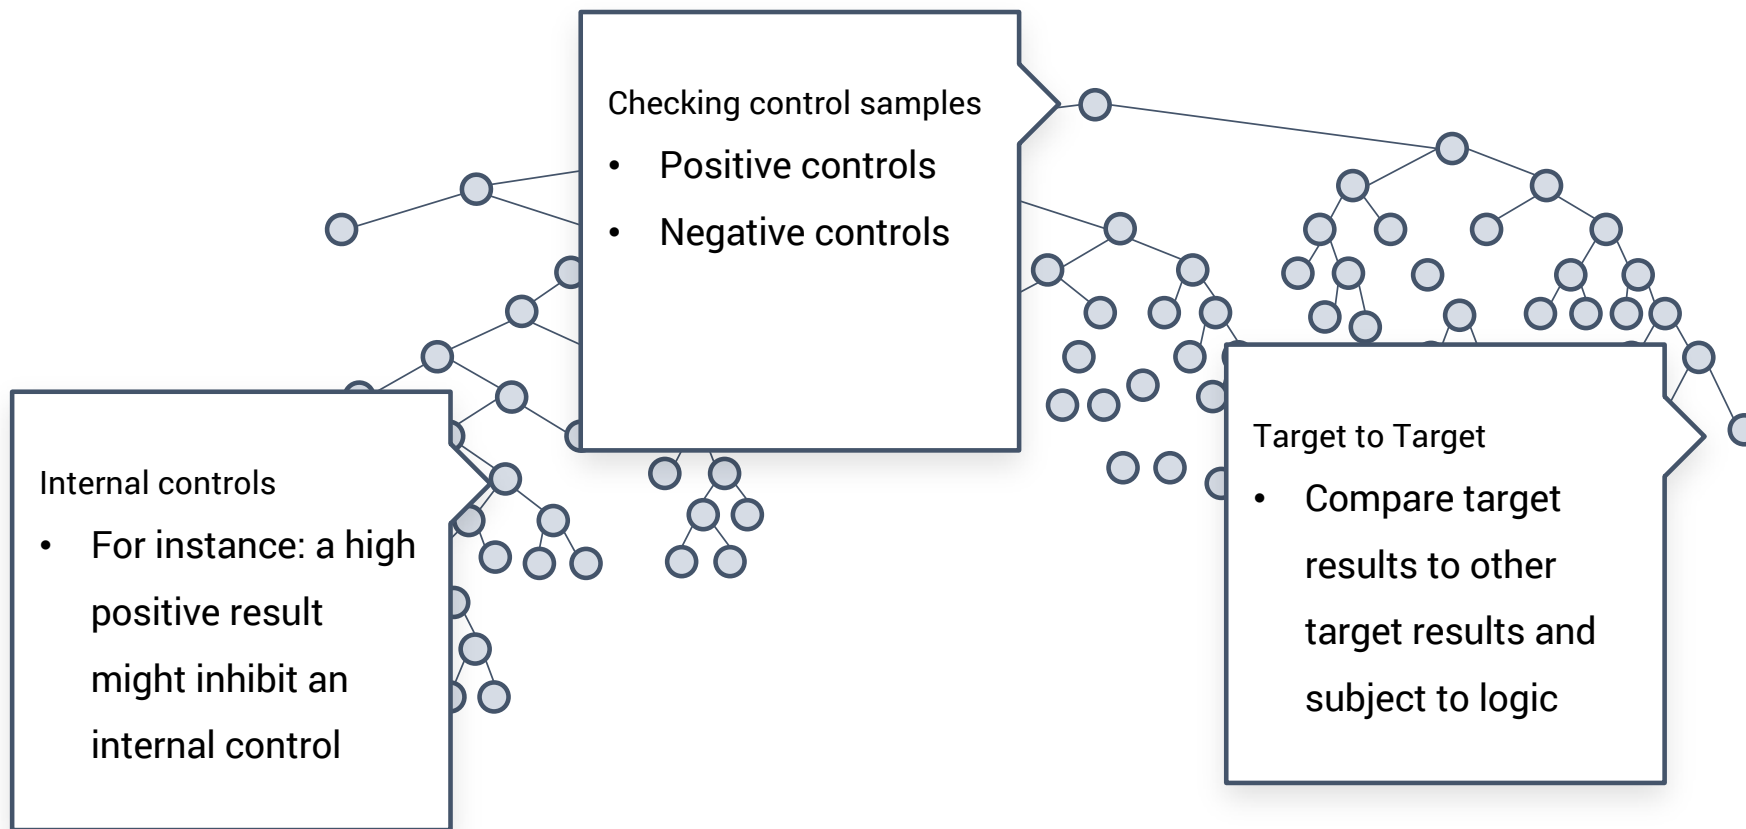 Checking control samples
• Positive controls
• Negative controls
Internal controls
• For instance: a high
positive result
might inhibit an
internal control
Target to Target
• Compare target
results to other
target results and
subject to logic